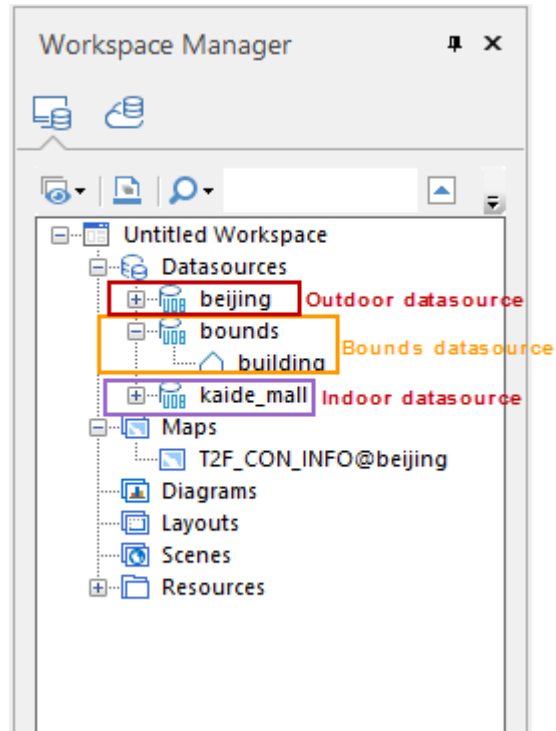 Workspace Manager
Untitled Workspace
Datasources
beijing Outdoor datasource
bounds
Bounds datasource
building
kaide_mall Indoor datasource
Maps
T2F_CON_INFO@beijing
Diagrams
Layouts
Scenes
Resources